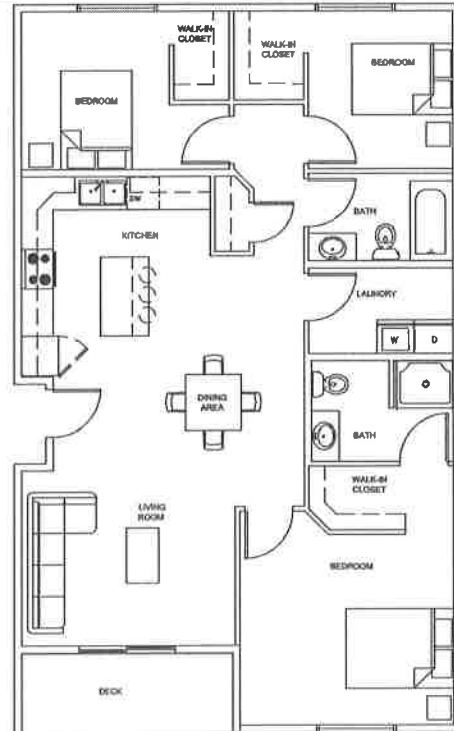 WALK-IN
CLOSET
WALK-IN
CLOSET
BEDROOM
BEDROOM
DW
BATH
KITCHEN
LAUNDRY
W
D
DINING
AREA
BATH
WALK-IN
CLOSET
LIVING
ROOM
BEDROOM
DECK